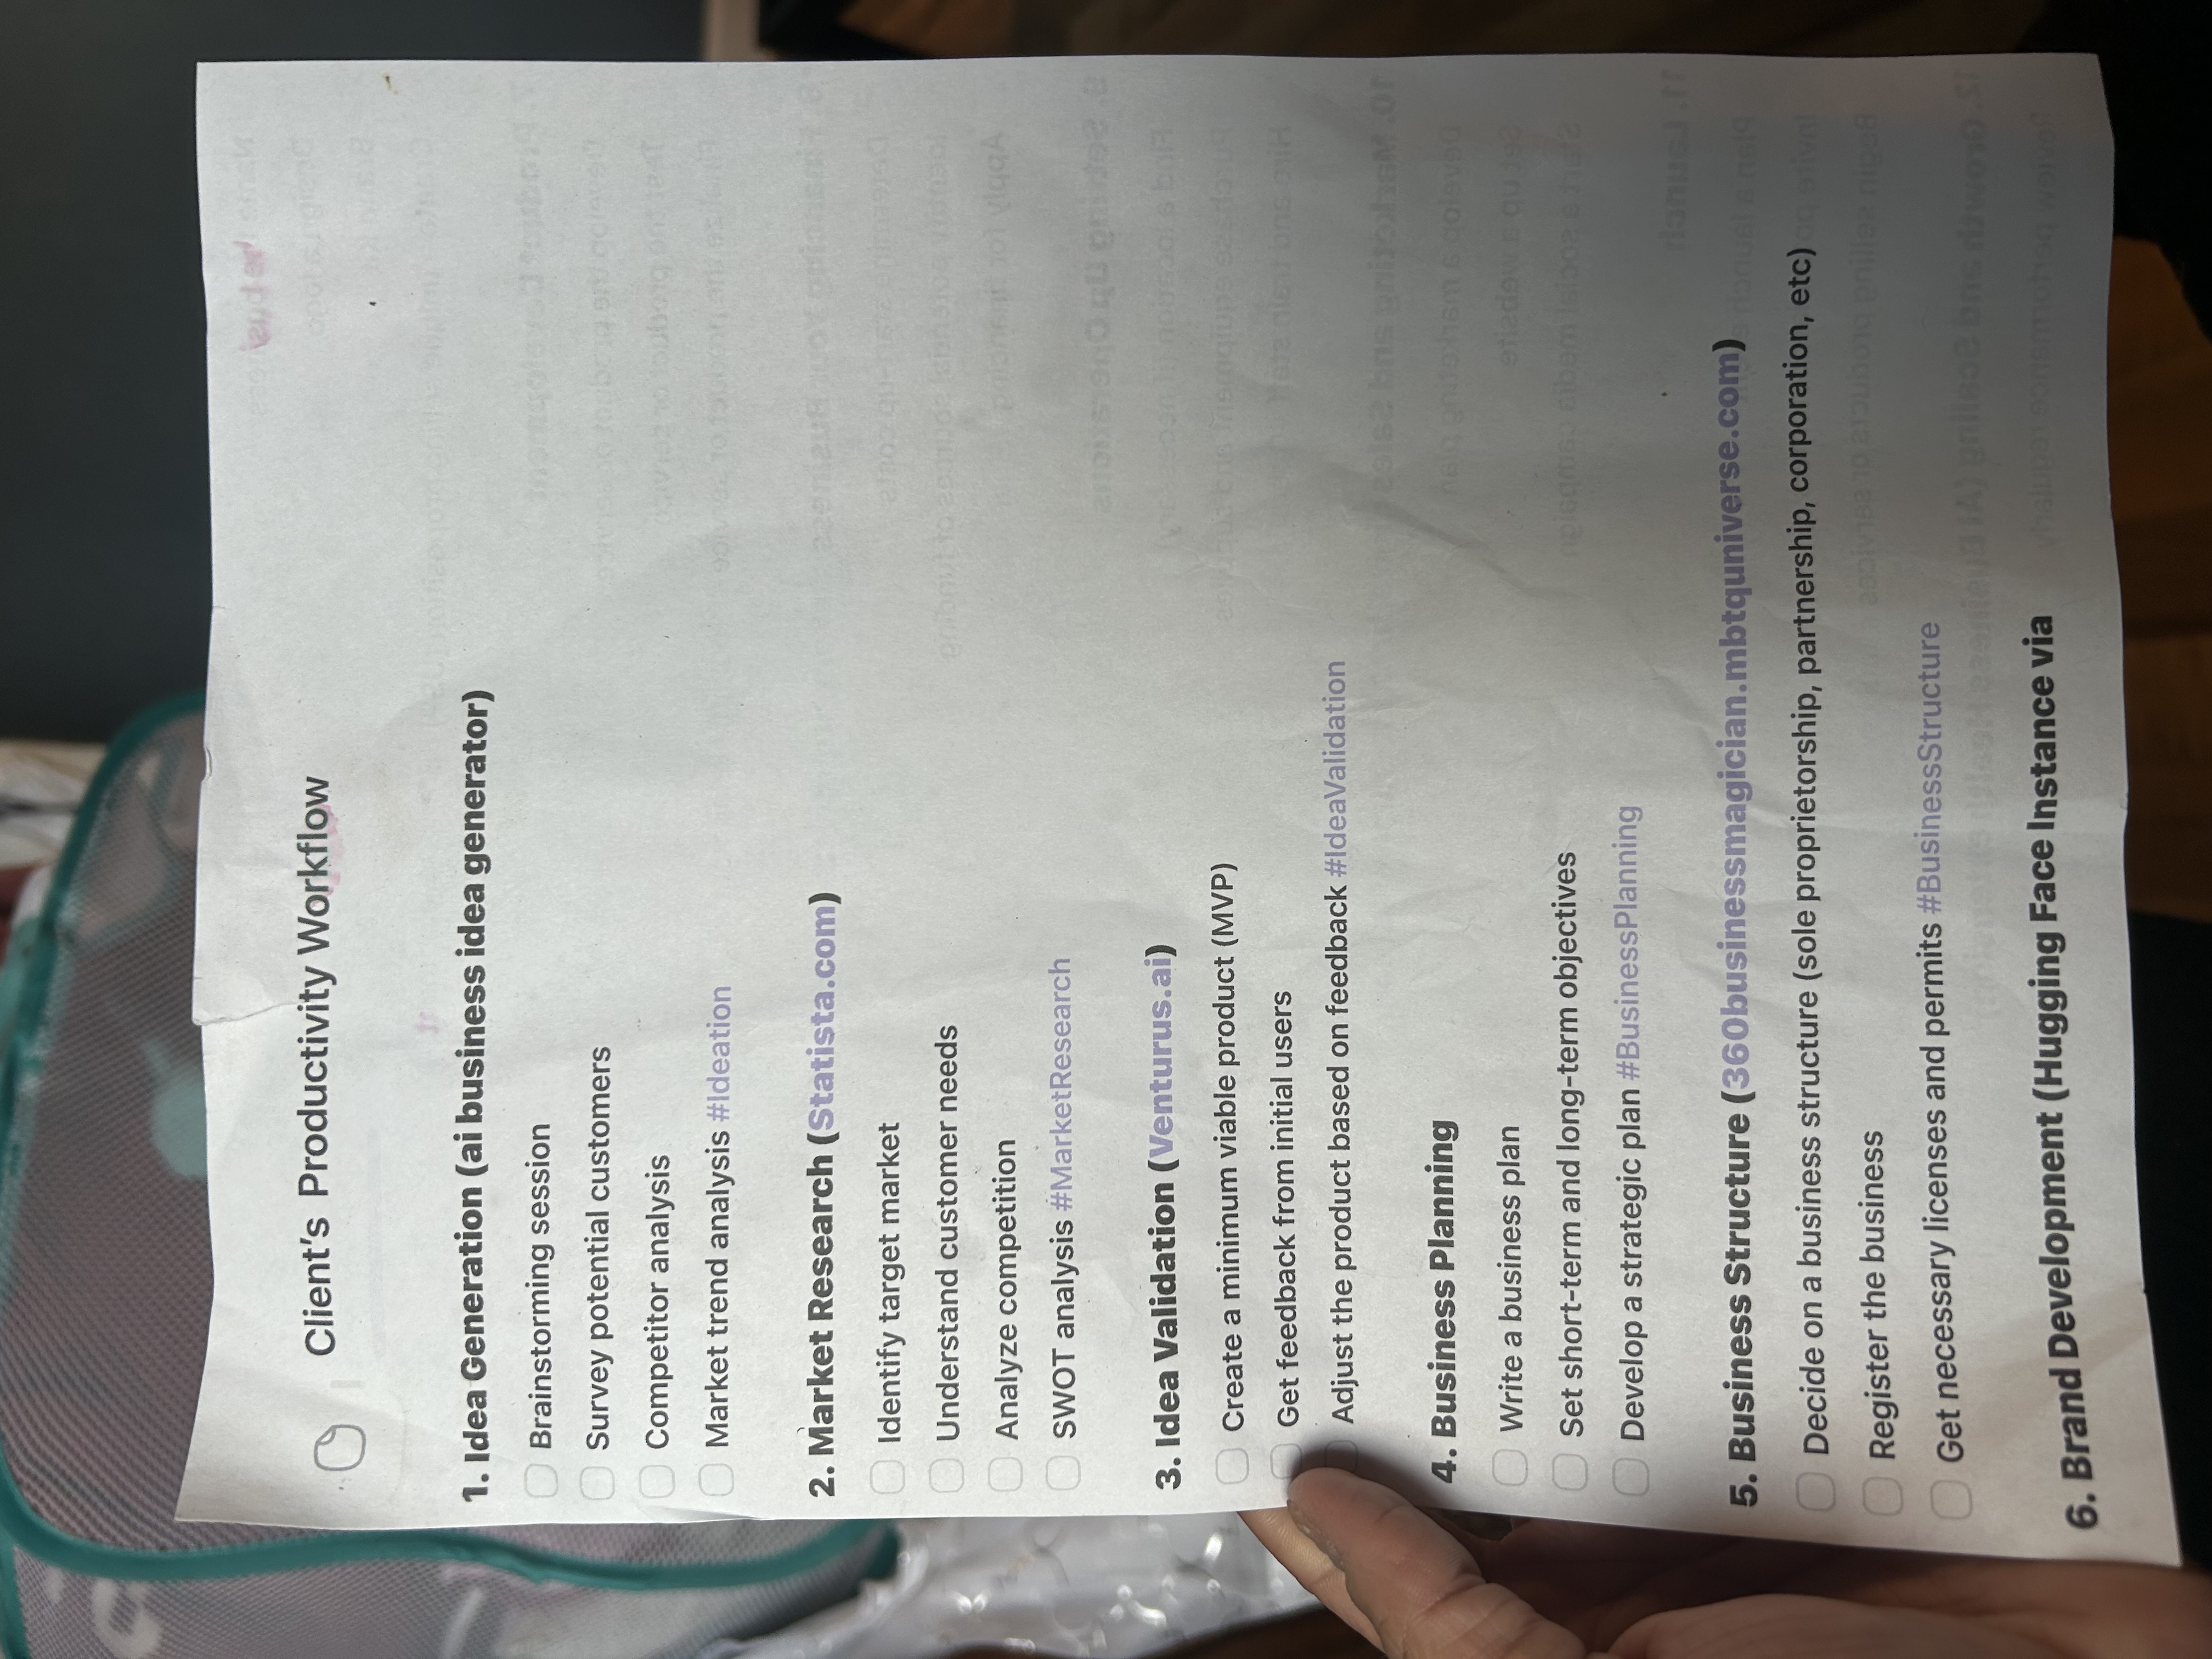 Client's Productivity Workflow
1. Idea Generation (ai business idea generator)
Brainstorming session
Survey potential customers
Competitor analysis
Market trend analysis #Ideation
2. Market Research (Statista.com)
Identify target market
Understand customer needs
Analyze competition
SWOT analysis #MarketResearch
3. Idea Validation (Venturus.ai)
Create a minimum viable product (MVP)
Get feedback from initial users
Adjust the product based on feedback #IdeaValidation
4. Business Planning
Write a business plan
Set short-term and long-term objectives
Develop a strategic plan #BusinessPlanning
5. Business Structure (360businessmagician.mbtquniverse.com)
Decide on a business structure (sole proprietorship, partnership, corporation, etc)
Register the business
Get necessary licenses and permits #BusinessStructure
6. Brand Development (Hugging Face Instance via